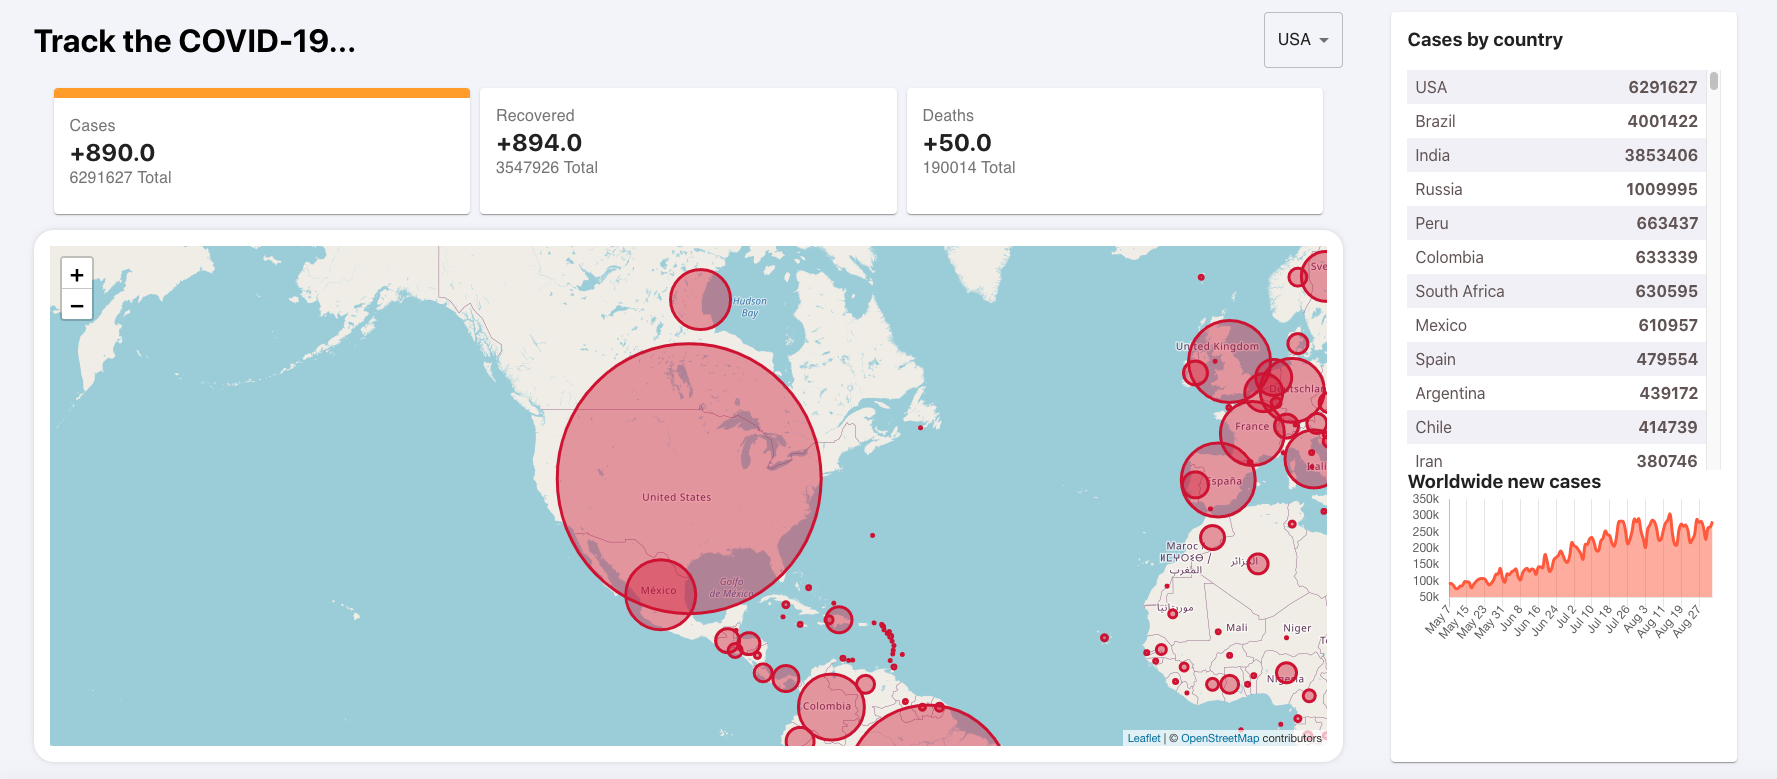 Track the COVID-19...
USA
Cases
+890.0
6291627 Total
Recovered
+894.0
3547926 Total
Deaths
+50.0
190014 Total
+
−
Hudson
Bay
United States
México
Golfo
de México
Colombia
United Kingdom
France
España
Maroc
ⵍⵎⵖⵔⵉⴱ /
المغرب
الجزائر
موريتانيا
Mali
Niger
Nigeria
Sve
Leaflet | © OpenStreetMap contributors
Cases by country
USA 6291627
Brazil 4001422
India 3853406
Russia 1009995
Peru 663437
Colombia 633339
South Africa 630595
Mexico 610957
Spain 479554
Argentina 439172
Chile 414739
Iran 380746
Worldwide new cases
350k
300k
250k
200k
150k
100k
50k
May 7
May 15
May 23
May 31
Jun 8
Jun 16
Jun 24
Jul 2
Jul 10
Jul 18
Jul 26
Aug 3
Aug 11
Aug 19
Aug 27